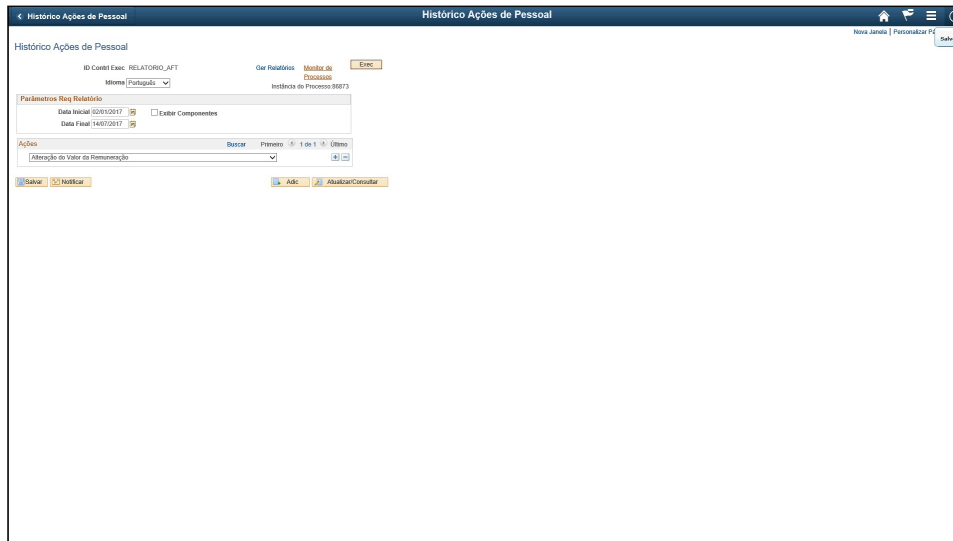 Histórico Ações de Pessoal
Histórico Ações de Pessoal
Nova Janela | Personalizar Pá
Salv
Histórico Ações de Pessoal
ID Contrl Exec RELATORIO_AFT
Ger Relatórios Monitor de Processos
Exec
Idioma Português
Instância do Processo:86873
Parâmetros Req Relatório
Data Inicial 02/01/2017
Exibir Componentes
Data Final 14/07/2017
Ações Buscar Primeiro 1 de 1 Último
Alteração do Valor da Remuneração
Salvar Notificar Adic Atualizar/Consultar